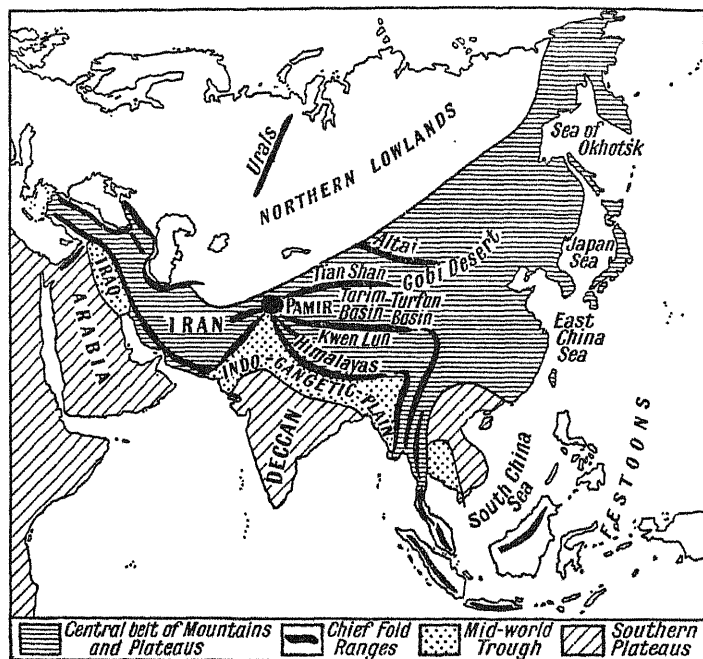 Sea of
Okhotsk
Urals
NORTHERN LOWLANDS
Altai
Japan
Sea
Tian Shan
Gobi Desert
IRAQ
PAMIR
Tarim
Basin
Turfan
Basin
ARABIA
IRAN
East
China
Sea
Kwen Lun
Himalayas
INDO-GANGETIC-PLAIN
DECCAN
South China
Sea
FESTOONS
Central belt of Mountains
and Plateaus
Chief Fold
Ranges
Mid-world
Trough
Southern
Plateaus